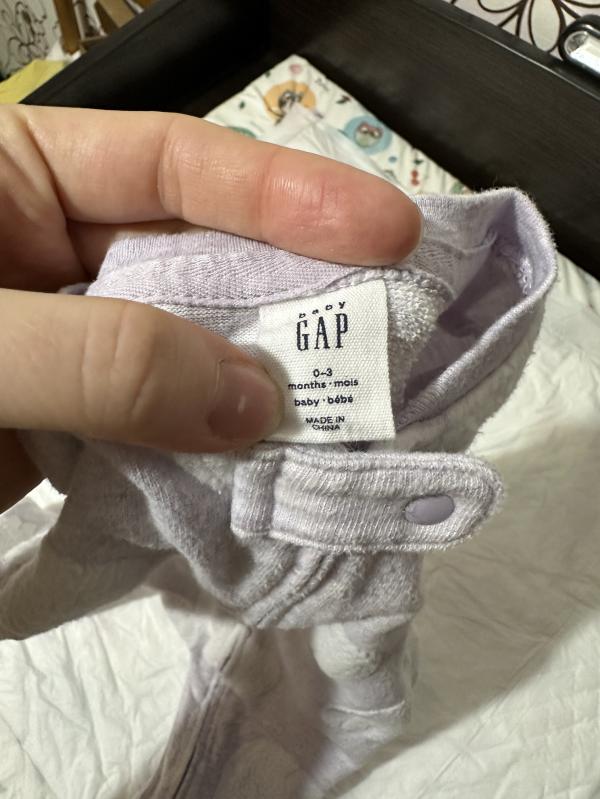 baby
GAP
0-3
months · mois
baby · bébé
MADE IN
CHINA